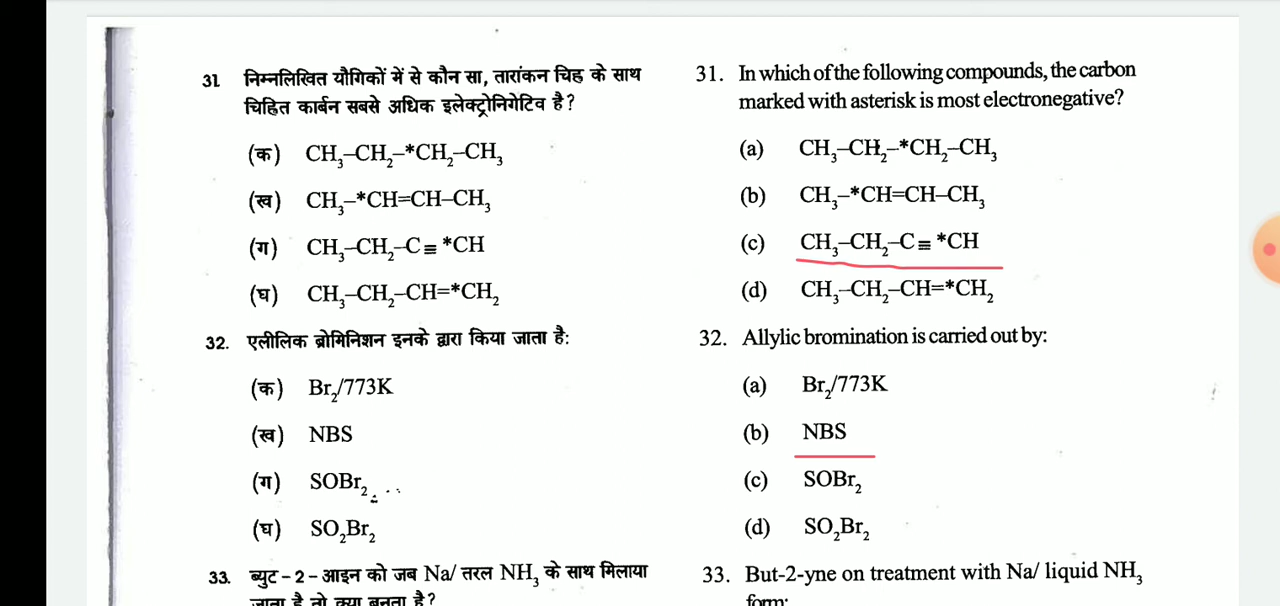 31 निम्नलिखित यौगिकों में से कौन सा, तारांकन चिह्न के साथ
चिह्नित कार्बन सबसे अधिक इलेक्ट्रोनिगेटिव है?
(क) CH₃–CH₂–*CH₂–CH₃
(ख) CH₃–*CH=CH–CH₃
(ग) CH₃–CH₂–C≡ *CH
(घ) CH₃–CH₂–CH=*CH₂
32. एलीलिक ब्रोमिनिशन इनके द्वारा किया जाता है:
(क) Br₂/773K
(ख) NBS
(ग) SOBr₂
(घ) SO₂Br₂
33. ब्युट – 2 – आइन को जब Na/ तरल NH₃ के साथ मिलाया
जाता है तो क्या बनता है?
31. In which of the following compounds, the carbon
marked with asterisk is most electronegative?
(a) CH₃–CH₂–*CH₂–CH₃
(b) CH₃–*CH=CH–CH₃
(c) CH₃–CH₂–C≡ *CH
(d) CH₃–CH₂–CH=*CH₂
32. Allylic bromination is carried out by:
(a) Br₂/773K
(b) NBS
(c) SOBr₂
(d) SO₂Br₂
33. But-2-yne on treatment with Na/ liquid NH₃
form: